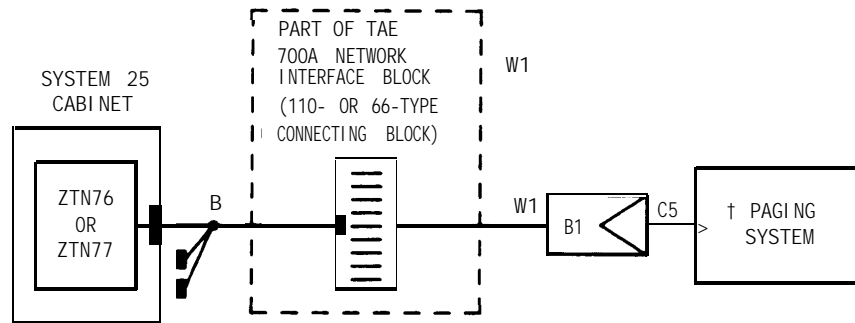 PART OF TAE
700A NETWORK
INTERFACE BLOCK
(110- OR 66-TYPE
CONNECTING BLOCK)
W1
SYSTEM 25
CABINET
ZTN76
OR
ZTN77
B
W1
B1
C5
>
† PAGING
SYSTEM